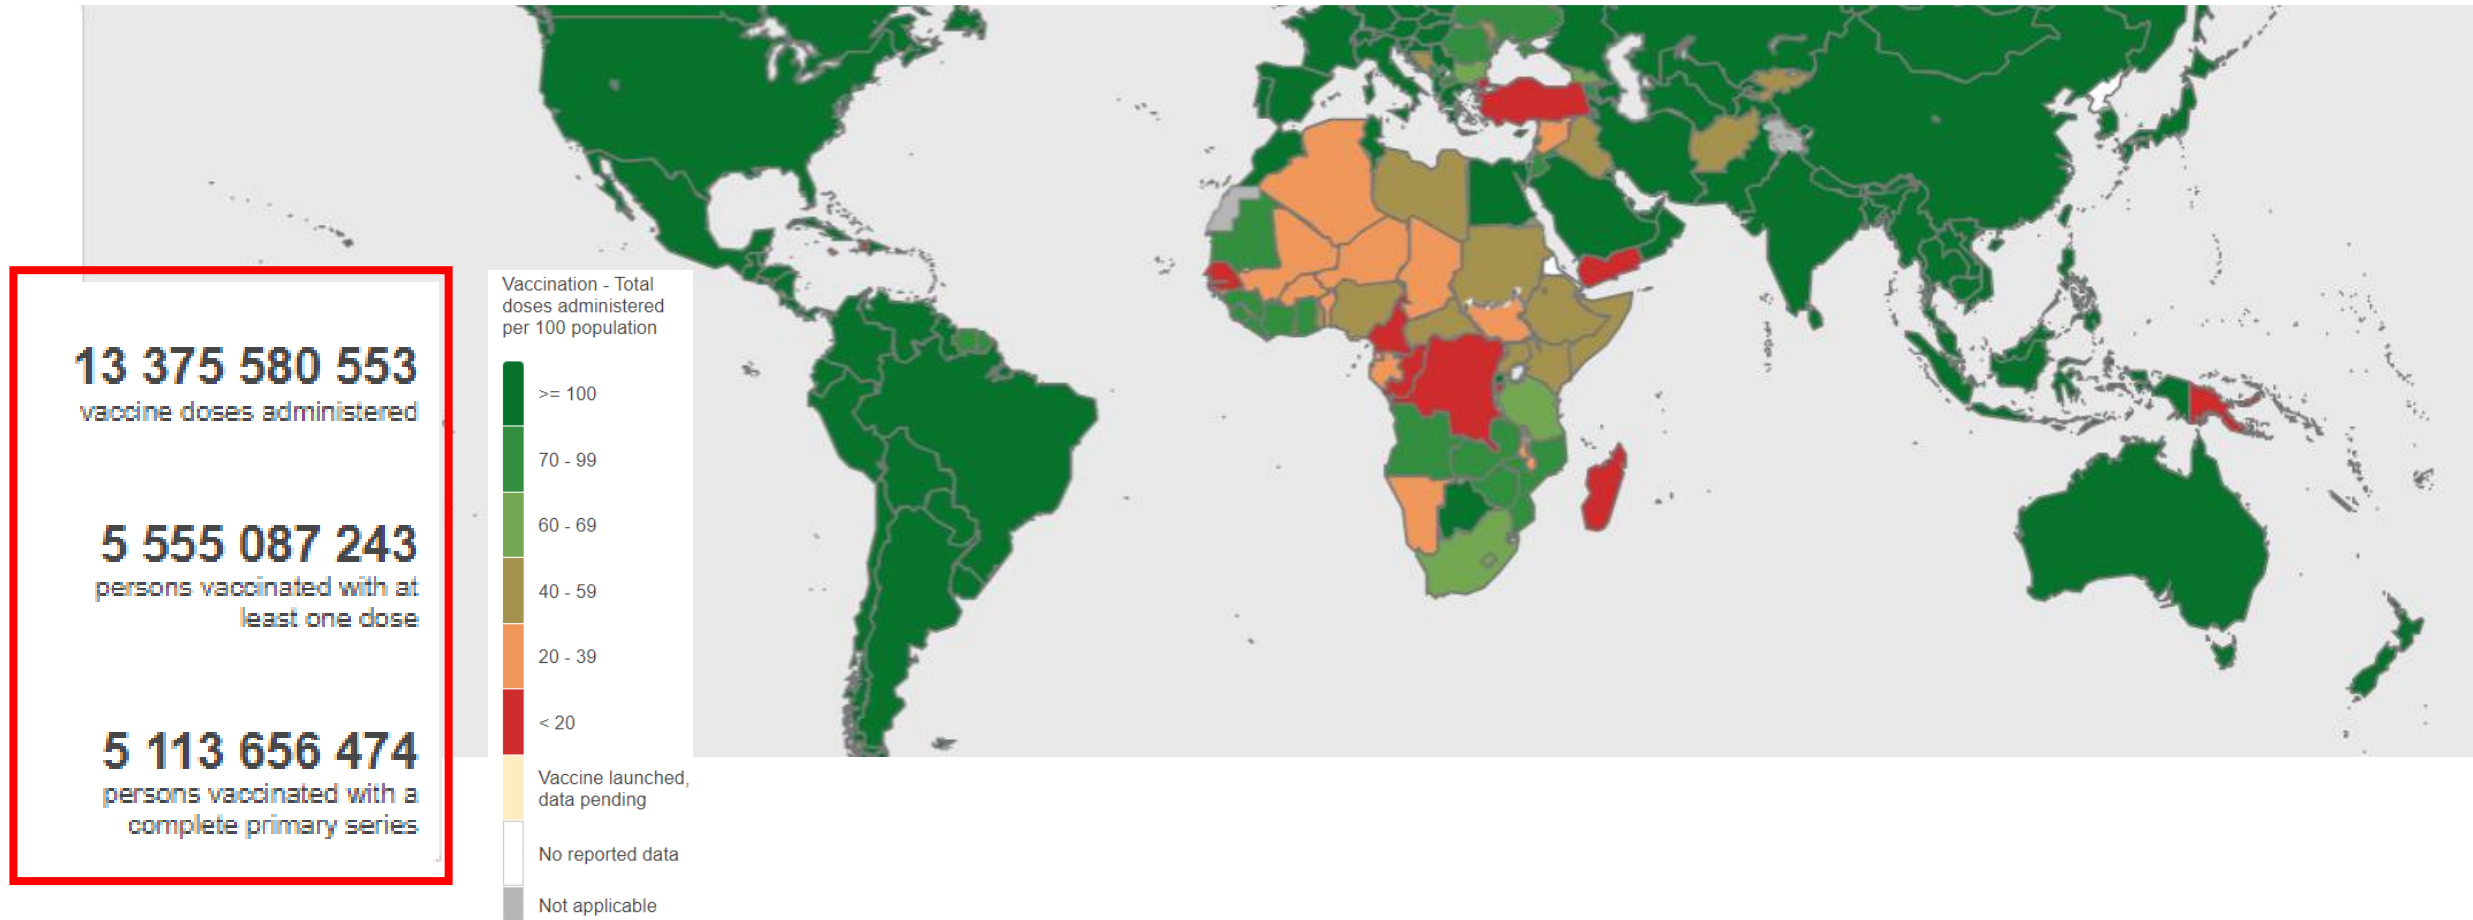 13 375 580 553
vaccine doses administered
5 555 087 243
persons vaccinated with at
least one dose
5 113 656 474
persons vaccinated with a
complete primary series
Vaccination - Total
doses administered
per 100 population
>= 100
70 - 99
60 - 69
40 - 59
20 - 39
< 20
Vaccine launched,
data pending
No reported data
Not applicable